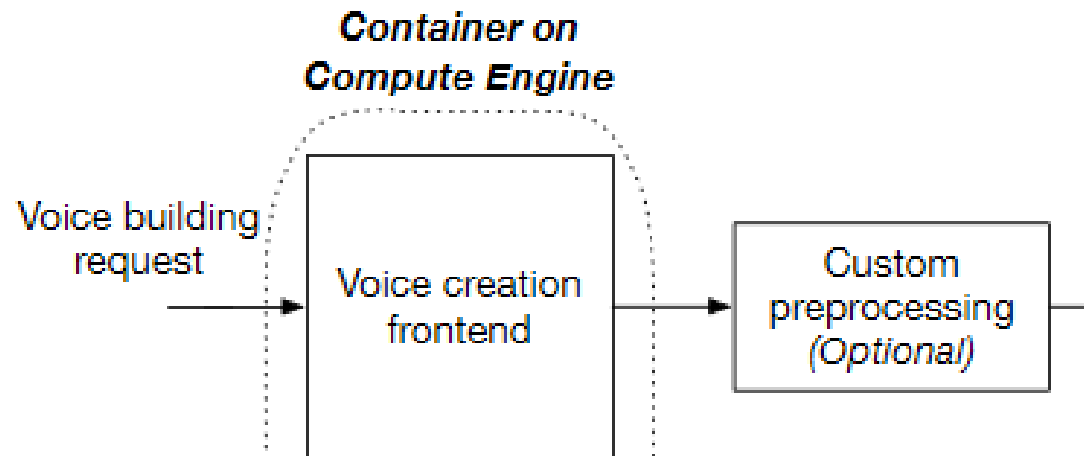 Container on
Compute Engine
Voice building
request
Voice creation
frontend
Custom
preprocessing
(Optional)